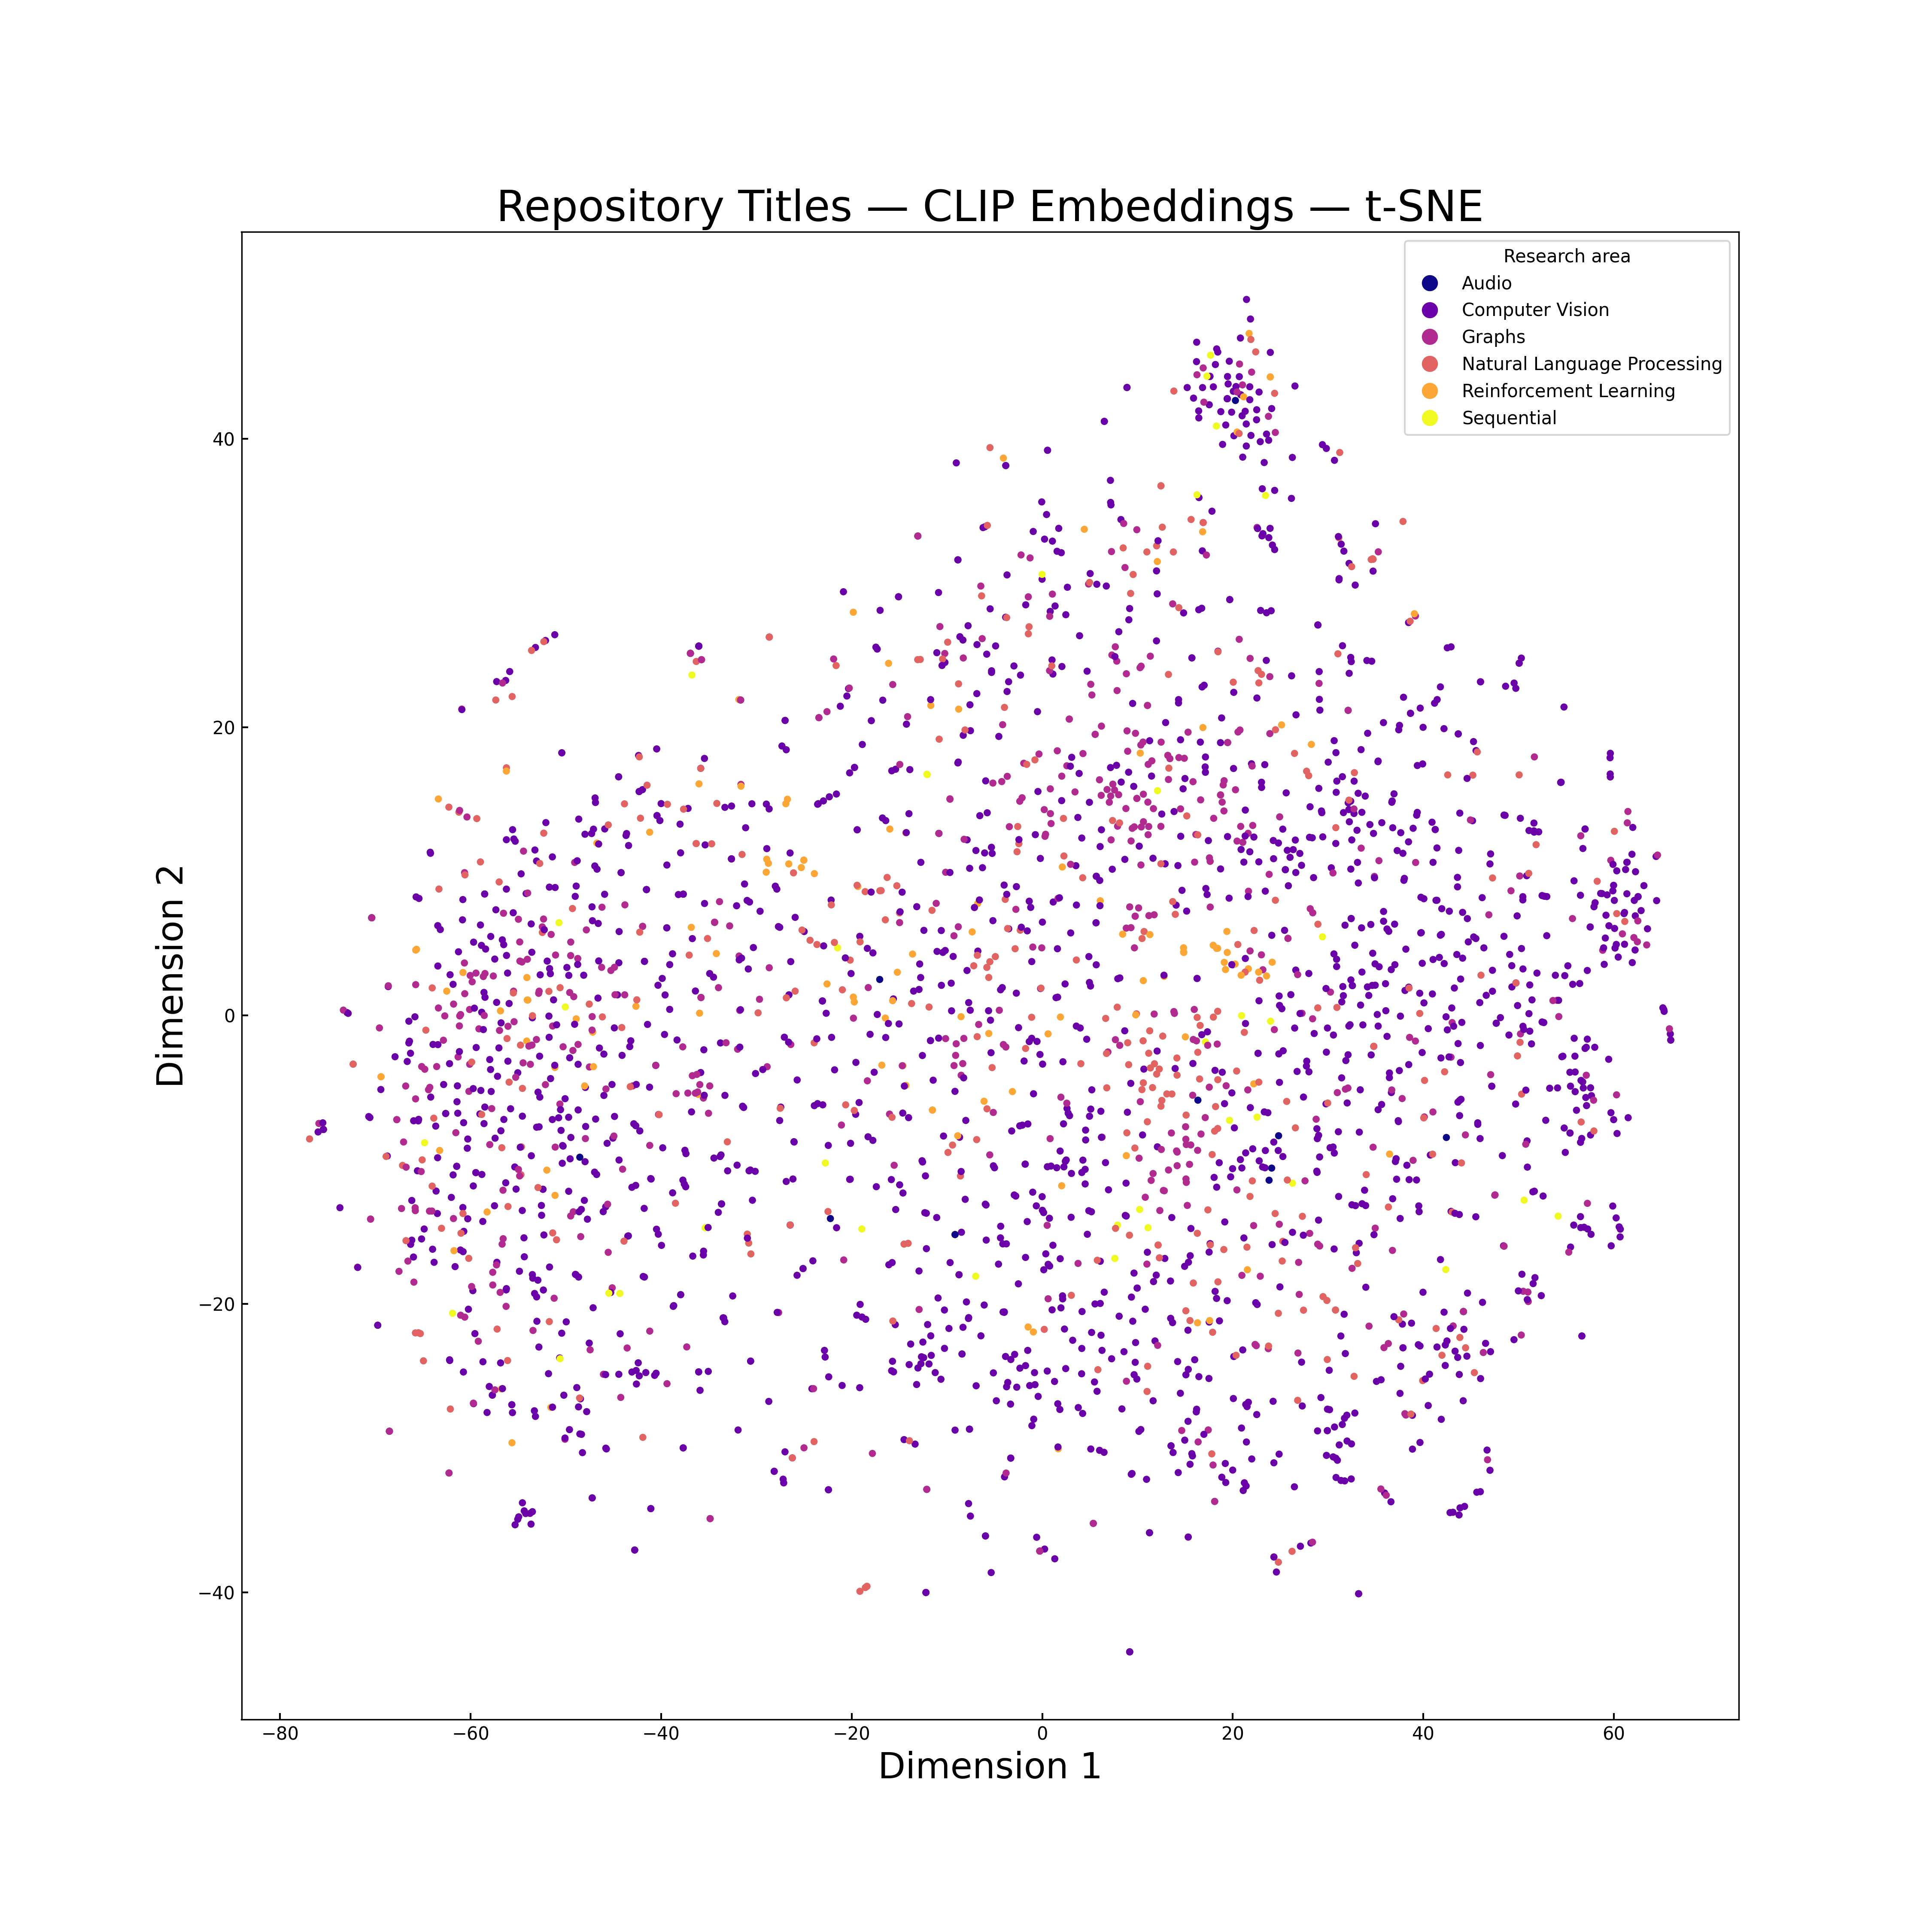 Repository Titles — CLIP Embeddings — t-SNE
Research area
Audio
Computer Vision
Graphs
Natural Language Processing
Reinforcement Learning
Sequential
Dimension 2
40
20
0
−20
−40
−80 −60 −40 −20 0 20 40 60
Dimension 1